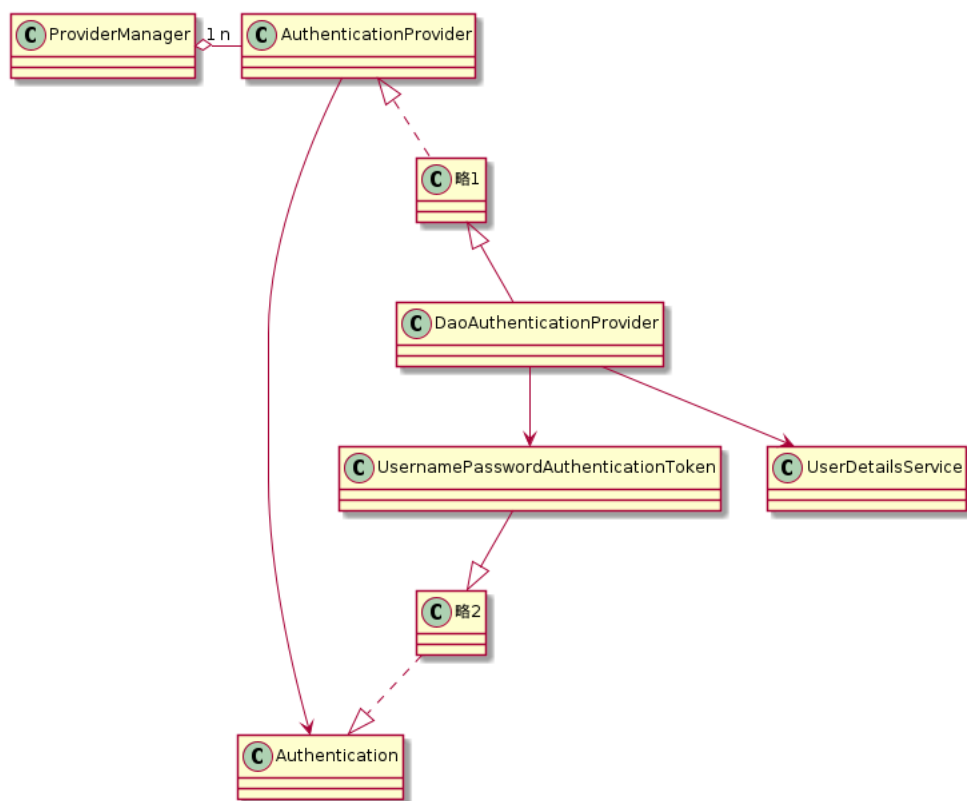 C ProviderManager 1 n C AuthenticationProvider
C 略1
C DaoAuthenticationProvider
C UsernamePasswordAuthenticationToken C UserDetailsService
C 略2
C Authentication